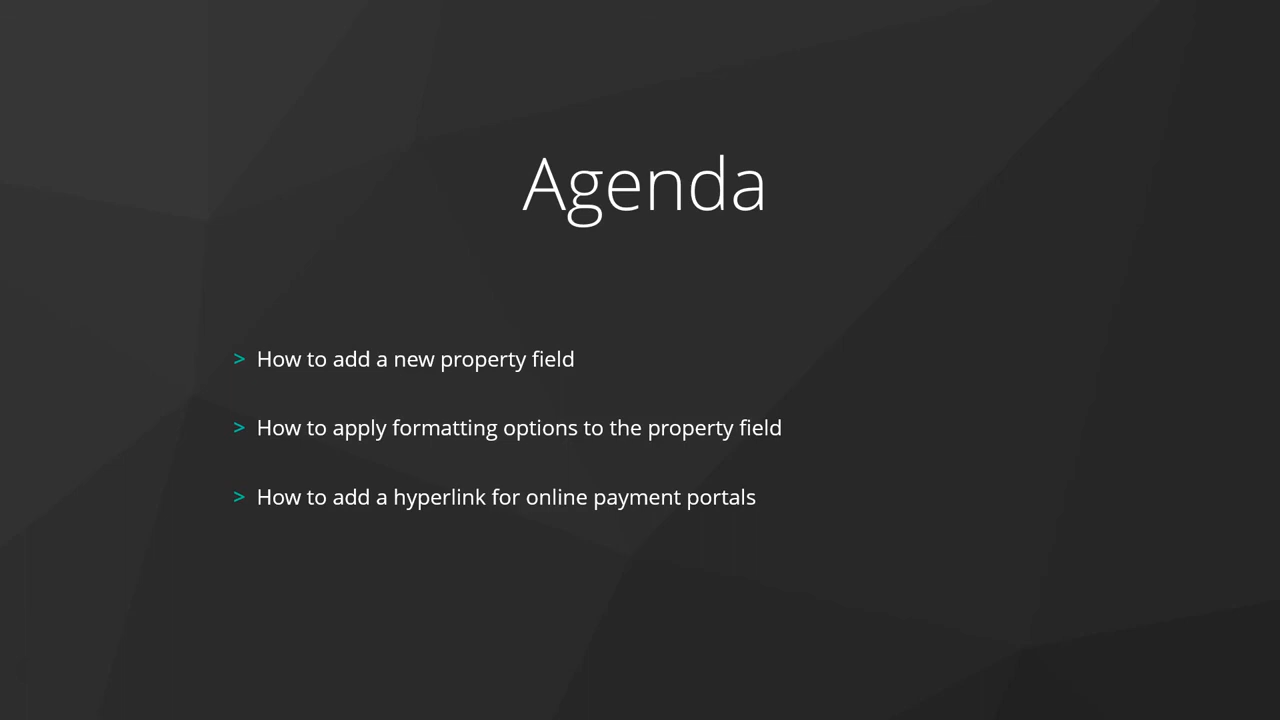 Agenda
> How to add a new property field
> How to apply formatting options to the property field
> How to add a hyperlink for online payment portals